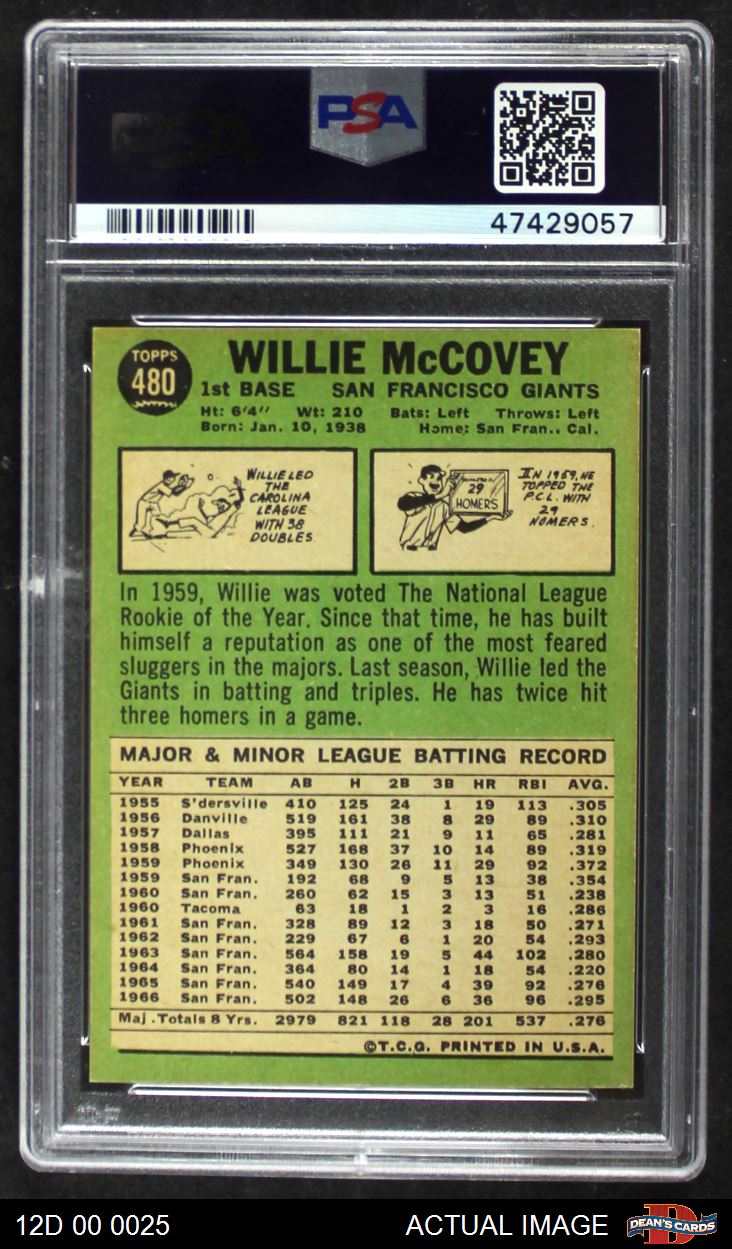 PSA
47429057
TOPPS
480
WILLIE McCOVEY
1st BASE SAN FRANCISCO GIANTS
Ht: 6'4" Wt: 210 Bats: Left Throws: Left
Born: Jan. 10, 1938 Home: San Fran., Cal.
WILLIE LED
THE
CAROLINA
LEAGUE
WITH 38
DOUBLES.
29
HOMERS
IN 1959, HE
TOPPED THE
P.C.L. WITH
29
HOMERS.
In 1959, Willie was voted The National League
Rookie of the Year. Since that time, he has built
himself a reputation as one of the most feared
sluggers in the majors. Last season, Willie led the
Giants in batting and triples. He has twice hit
three homers in a game.
MAJOR & MINOR LEAGUE BATTING RECORD
YEAR TEAM AB H 2B 3B HR RBI AVG.
1955 S'dersville 410 125 24 1 19 113 .305
1956 Danville 519 161 38 8 29 89 .310
1957 Dallas 395 111 21 9 11 65 .281
1958 Phoenix 527 168 37 10 14 89 .319
1959 Phoenix 349 130 26 11 29 92 .372
1959 San Fran. 192 68 9 5 13 38 .354
1960 San Fran. 260 62 15 3 13 51 .238
1960 Tacoma 63 18 1 2 3 16 .286
1961 San Fran. 328 89 12 3 18 50 .271
1962 San Fran. 229 67 6 1 20 54 .293
1963 San Fran. 564 158 19 5 44 102 .280
1964 San Fran. 364 80 14 1 18 54 .220
1965 San Fran. 540 149 17 4 39 92 .276
1966 San Fran. 502 148 26 6 36 96 .295
Maj. Totals 8 Yrs. 2979 821 118 28 201 537 .276
©T.C.G. PRINTED IN U.S.A.
12D 00 0025 ACTUAL IMAGE DEAN'S CARDS